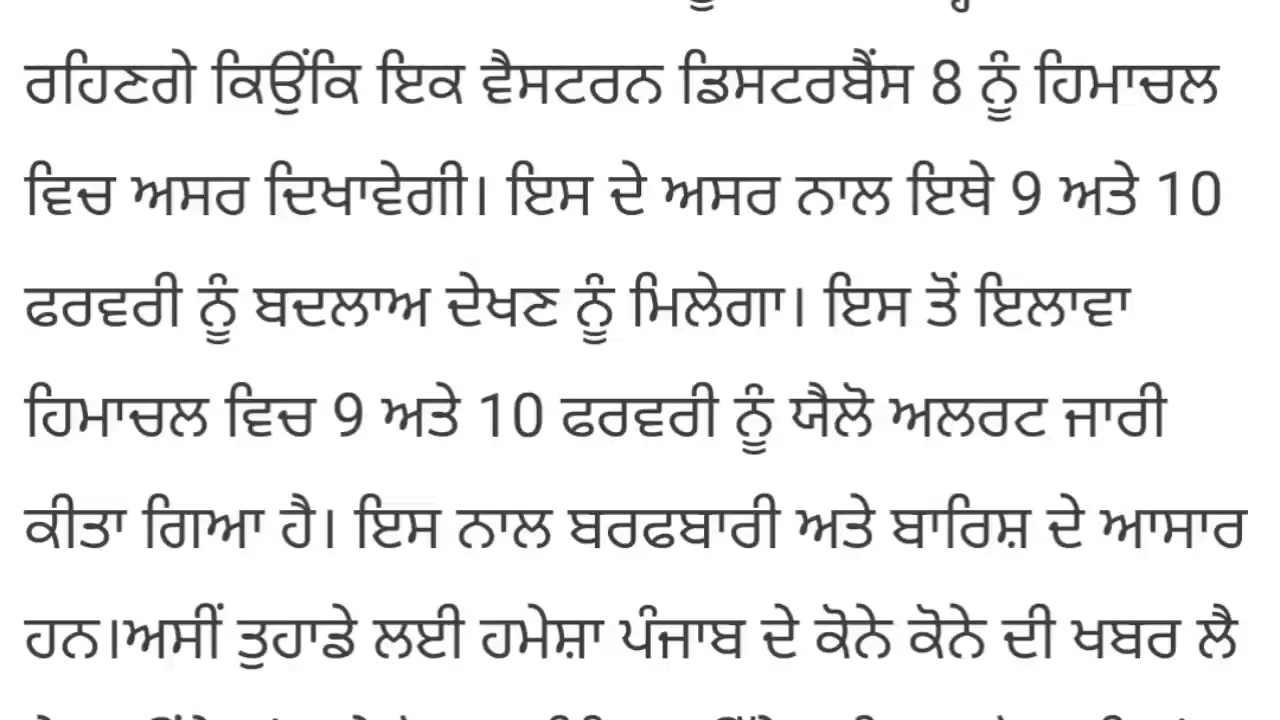 ਰਹਿਣਗੇ ਕਿਉਂਕਿ ਇਕ ਵੈਸਟਰਨ ਡਿਸਟਰਬੈਂਸ 8 ਨੂੰ ਹਿਮਾਚਲ
ਵਿਚ ਅਸਰ ਦਿਖਾਵੇਗੀ। ਇਸ ਦੇ ਅਸਰ ਨਾਲ ਇਥੇ 9 ਅਤੇ 10
ਫਰਵਰੀ ਨੂੰ ਬਦਲਾਅ ਦੇਖਣ ਨੂੰ ਮਿਲੇਗਾ। ਇਸ ਤੋਂ ਇਲਾਵਾ
ਹਿਮਾਚਲ ਵਿਚ 9 ਅਤੇ 10 ਫਰਵਰੀ ਨੂੰ ਯੈਲੋ ਅਲਰਟ ਜਾਰੀ
ਕੀਤਾ ਗਿਆ ਹੈ। ਇਸ ਨਾਲ ਬਰਫਬਾਰੀ ਅਤੇ ਬਾਰਿਸ਼ ਦੇ ਆਸਾਰ
ਹਨ।ਅਸੀਂ ਤੁਹਾਡੇ ਲਈ ਹਮੇਸ਼ਾ ਪੰਜਾਬ ਦੇ ਕੋਨੇ ਕੋਨੇ ਦੀ ਖਬਰ ਲੈ